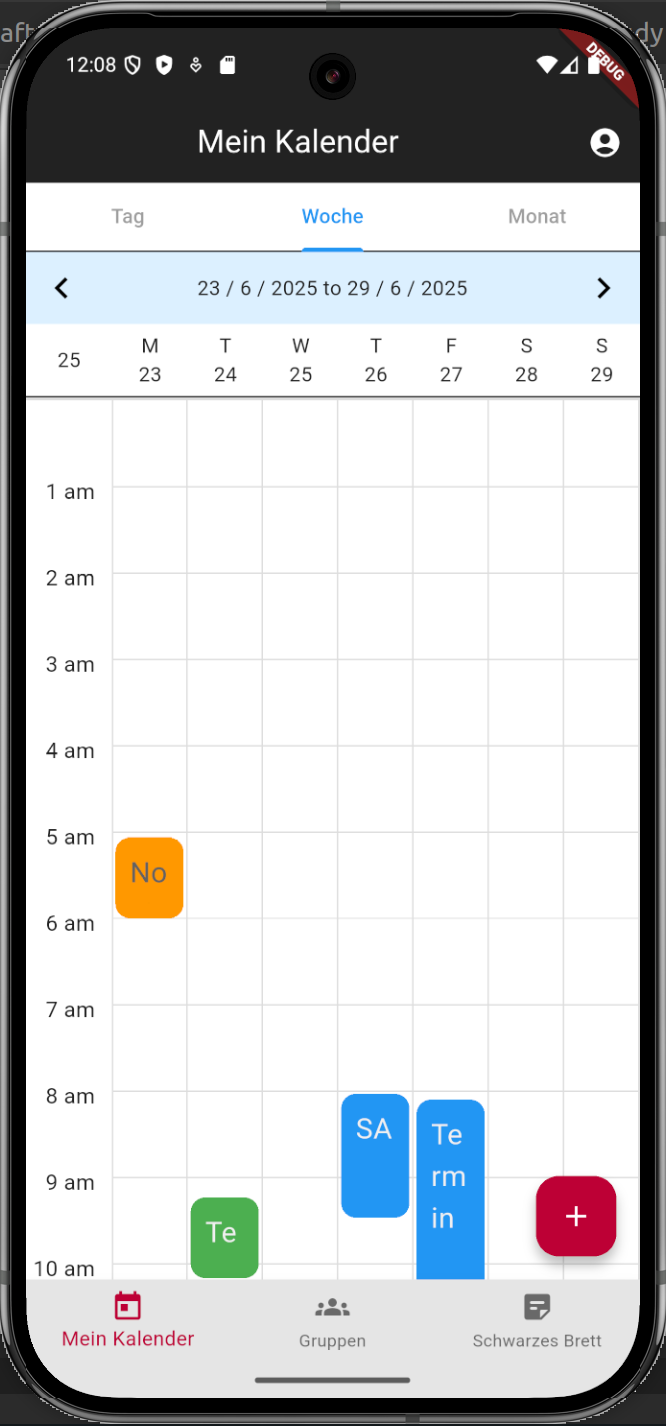 12:08
DEBUG
Mein Kalender
Tag Woche Monat
23 / 6 / 2025 to 29 / 6 / 2025
M T W T F S S
25 23 24 25 26 27 28 29
1 am
2 am
3 am
4 am
5 am
No
6 am
7 am
8 am
SA
Te
rm
in
9 am
Te
+
10 am
Mein Kalender Gruppen Schwarzes Brett